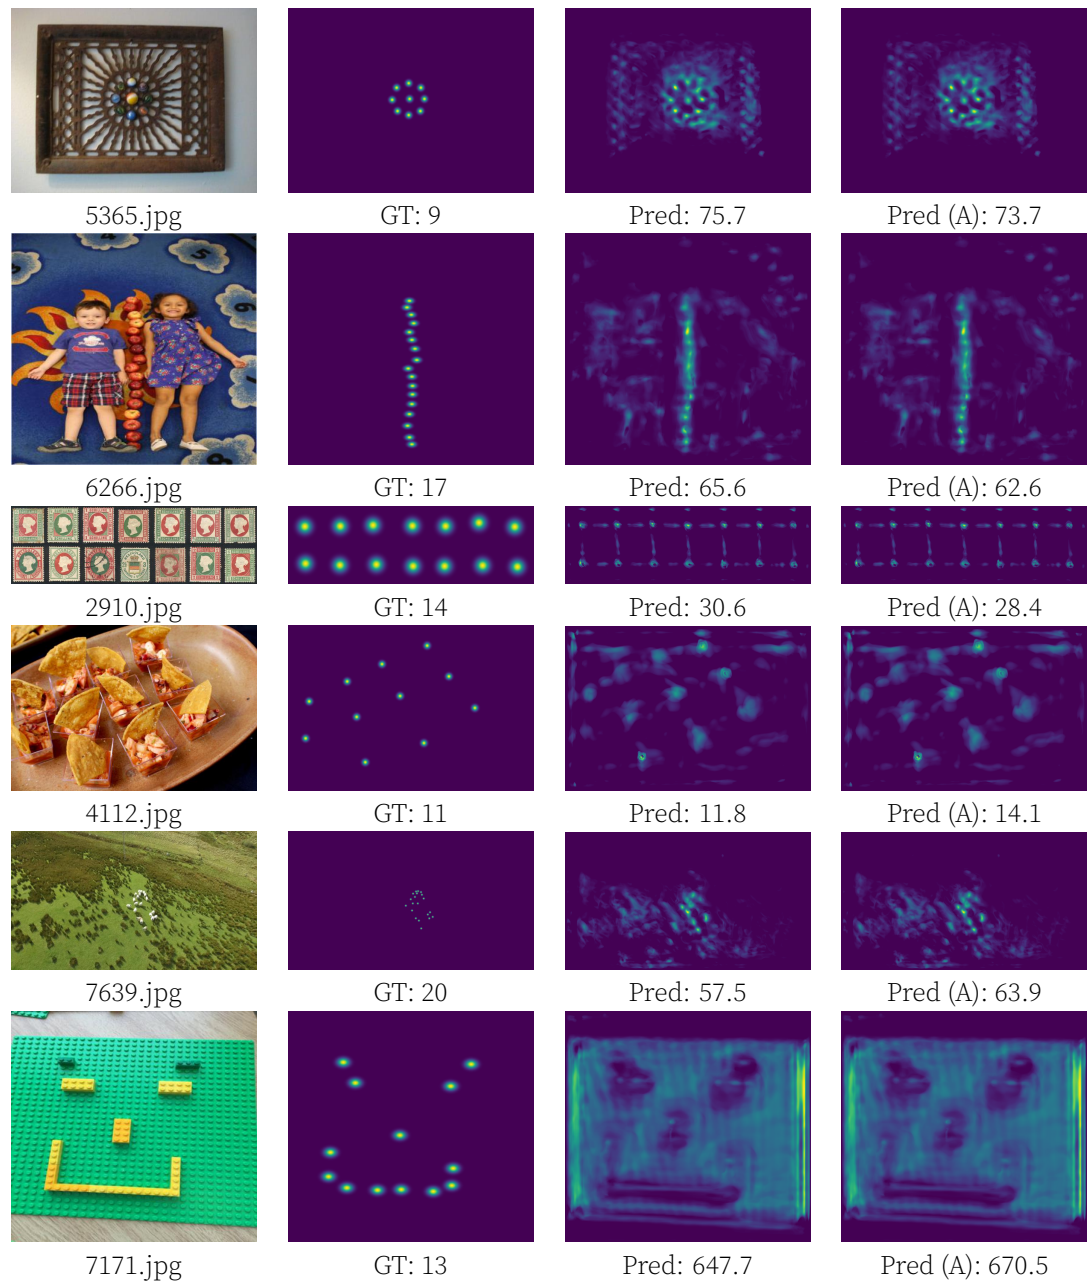 5365.jpg GT: 9 Pred: 75.7 Pred (A): 73.7
6266.jpg GT: 17 Pred: 65.6 Pred (A): 62.6
2910.jpg GT: 14 Pred: 30.6 Pred (A): 28.4
4112.jpg GT: 11 Pred: 11.8 Pred (A): 14.1
7639.jpg GT: 20 Pred: 57.5 Pred (A): 63.9
7171.jpg GT: 13 Pred: 647.7 Pred (A): 670.5